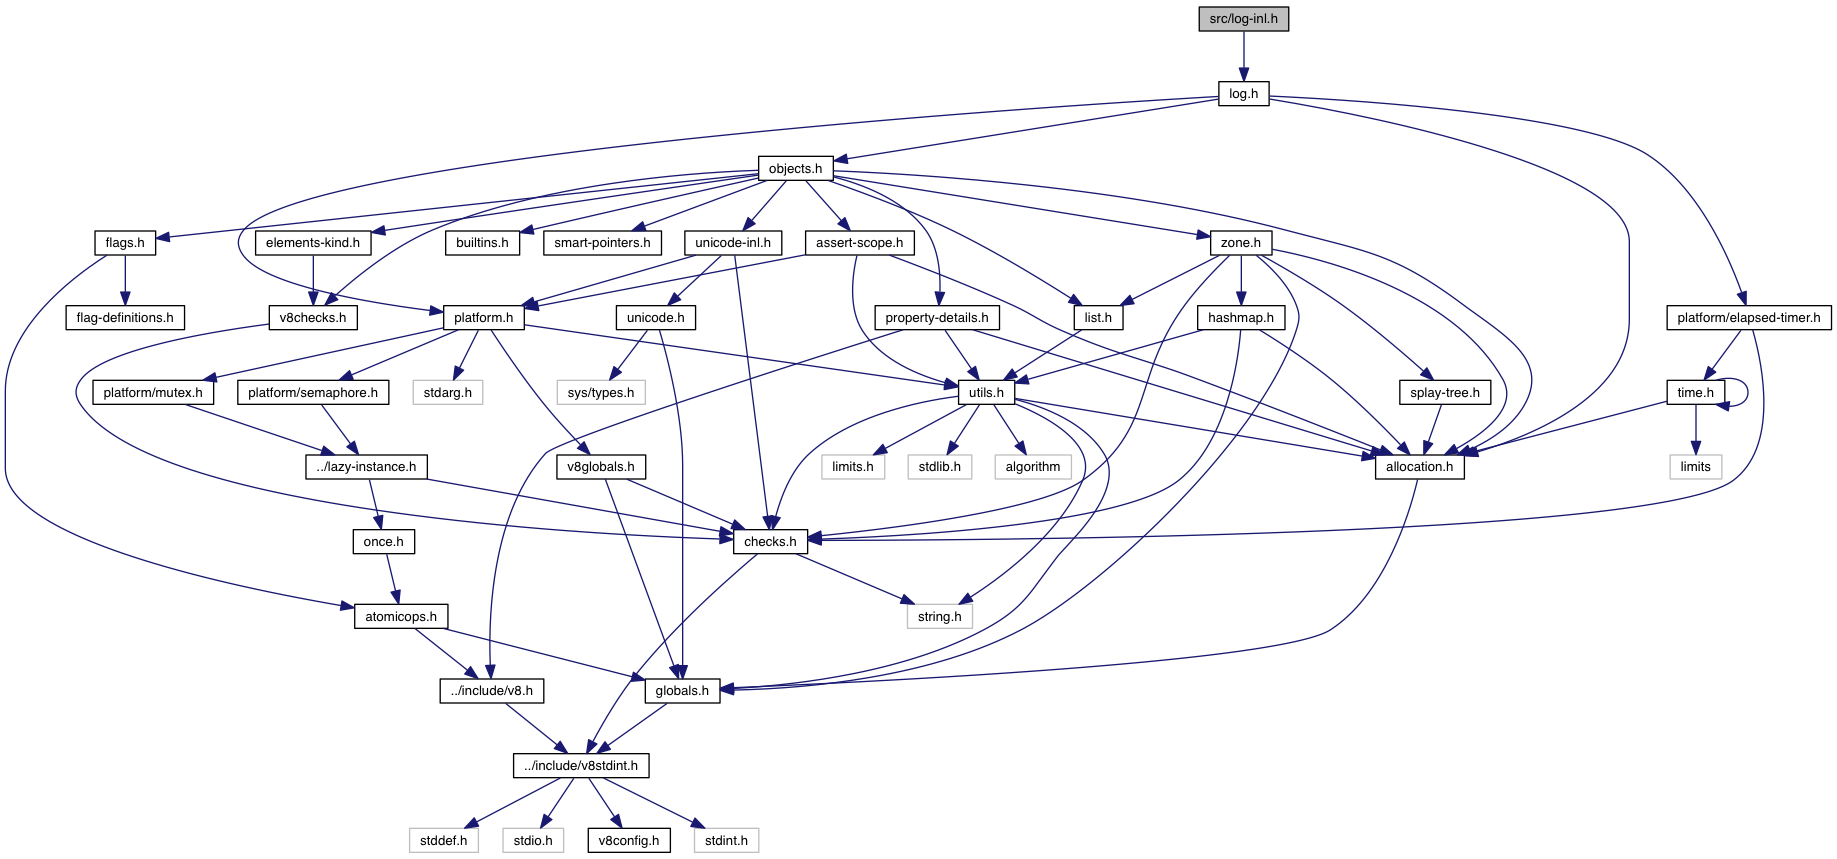 src/log-inl.h
log.h
objects.h
flags.h
elements-kind.h
builtins.h
smart-pointers.h
unicode-inl.h
assert-scope.h
zone.h
flag-definitions.h
v8checks.h
platform.h
unicode.h
property-details.h
list.h
hashmap.h
platform/elapsed-timer.h
platform/mutex.h
platform/semaphore.h
stdarg.h
sys/types.h
utils.h
splay-tree.h
time.h
../lazy-instance.h
v8globals.h
limits.h
stdlib.h
algorithm
allocation.h
limits
once.h
checks.h
atomicops.h
string.h
../include/v8.h
globals.h
../include/v8stdint.h
stddef.h
stdio.h
v8config.h
stdint.h